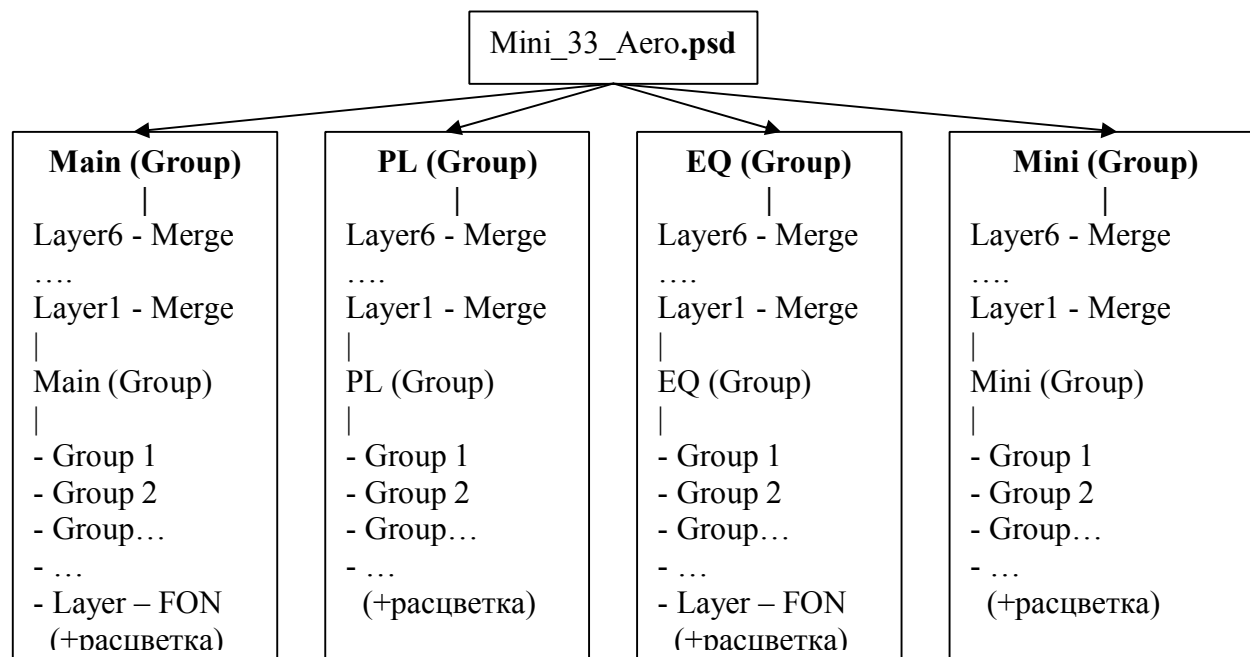 Mini_33_Aero.psd
Main (Group)
|
Layer6 - Merge
….
Layer1 - Merge
|
Main (Group)
|
- Group 1
- Group 2
- Group…
- …
- Layer – FON
(+расцветка)
PL (Group)
|
Layer6 - Merge
….
Layer1 - Merge
|
PL (Group)
|
- Group 1
- Group 2
- Group…
- …
(+расцветка)
EQ (Group)
|
Layer6 - Merge
….
Layer1 - Merge
|
EQ (Group)
|
- Group 1
- Group 2
- Group…
- …
- Layer – FON
(+расцветка)
Mini (Group)
|
Layer6 - Merge
….
Layer1 - Merge
|
Mini (Group)
|
- Group 1
- Group 2
- Group…
- …
(+расцветка)